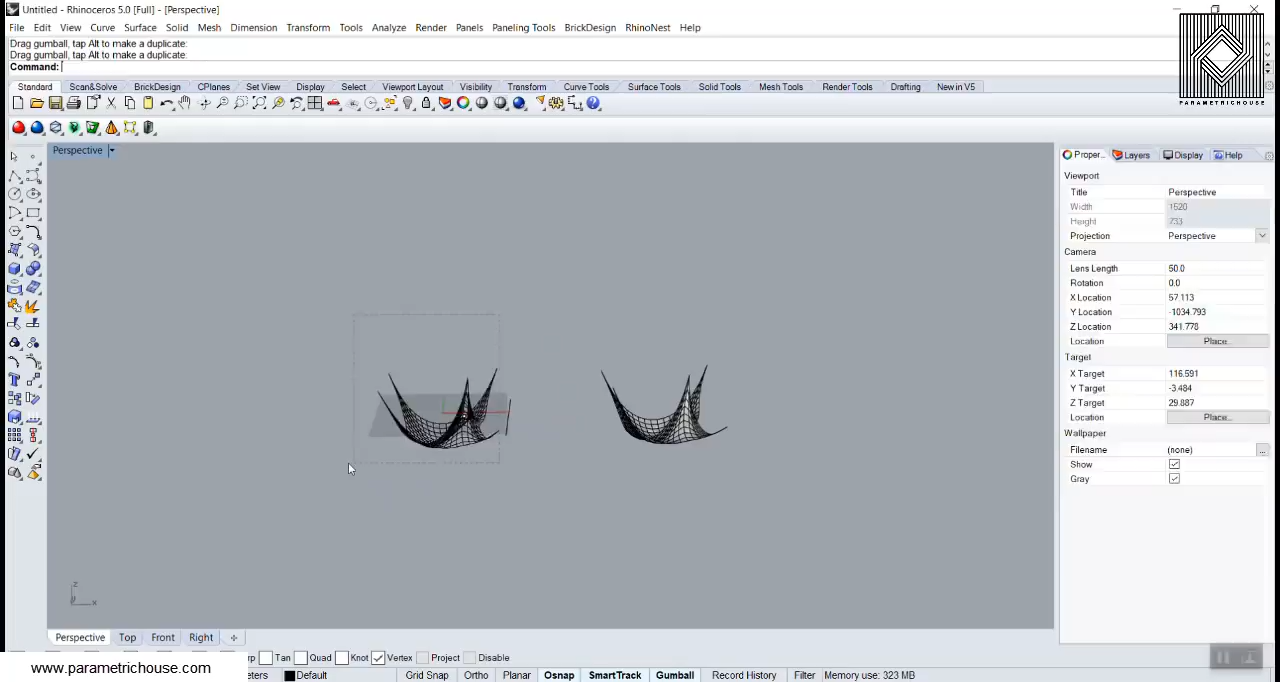 Untitled - Rhinoceros 5.0 [Full] - [Perspective]
File Edit View Curve Surface Solid Mesh Dimension Transform Tools Analyze Render Panels Paneling Tools BrickDesign RhinoNest Help
Drag gumball, tap Alt to make a duplicate:
Drag gumball, tap Alt to make a duplicate:
Command:
PARAMETRICHOUSE
Standard Scan&Solve BrickDesign CPlanes Set View Display Select Viewport Layout Visibility Transform Curve Tools Surface Tools Solid Tools Mesh Tools Render Tools Drafting New in V5
Perspective
Proper... Layers Display Help
Viewport
Title Perspective
Width 1520
Height 733
Projection Perspective
Camera
Lens Length 50.0
Rotation 0.0
X Location 57.113
Y Location -1034.793
Z Location 341.778
Location Place...
Target
X Target 116.591
Y Target -3.484
Z Target 29.887
Location Place...
Wallpaper
Filename (none) ...
Show
Gray
z
x
Perspective Top Front Right
rp Tan Quad Knot Vertex Project Disable
www.parametrichouse.com
eters Default Grid Snap Ortho Planar Osnap SmartTrack Gumball Record History Filter Memory use: 323 MB